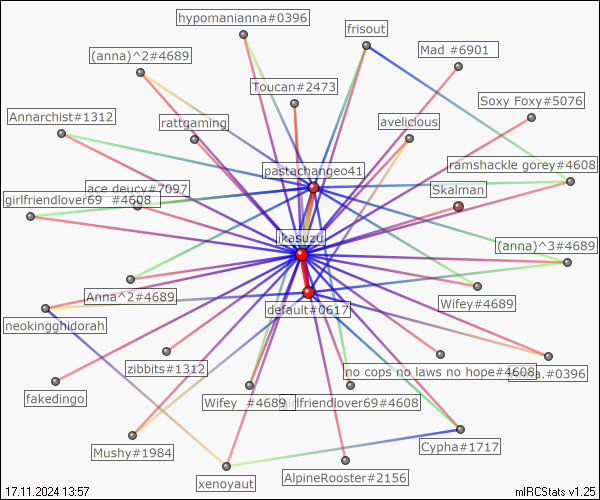 hypomanianna#0396
frisout
(anna)^2#4689
Mad #6901
Toucan#2473
Soxy Foxy#5076
Annarchist#1312
rattgaming
avelicious
pastachangeo41
ramshackle gorey#4608
ace deucy#7097
Skalman
girlfriendlover69 #4608
jkasuzu
(anna)^3#4689
Anna^2#4689
Wifey#4689
default#0617
neokingghidorah
zibbits#1312
no cops no laws no hope#4608
#0396
fakedingo
Wifey #4689
lfriendlover69#4608
Mushy#1984
Cypha#1717
xenoyaut
AlpineRooster#2156
17.11.2024 13:57
mIRCStats v1.25